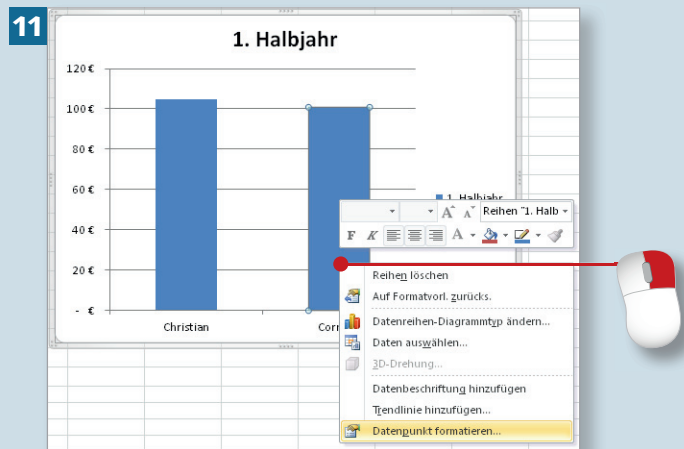 11
1. Halbjahr
120 €
100 €
80 €
60 €
40 €
20 €
- €
Christian
Corn
1. Halbjahr
A A Reihen "1. Halb
F K A
Reihen löschen
Auf Formatvorl. zurücks.
Datenreihen-Diagrammtyp ändern...
Daten auswählen...
3D-Drehung...
Datenbeschriftung hinzufügen
Trendlinie hinzufügen...
Datenpunkt formatieren...